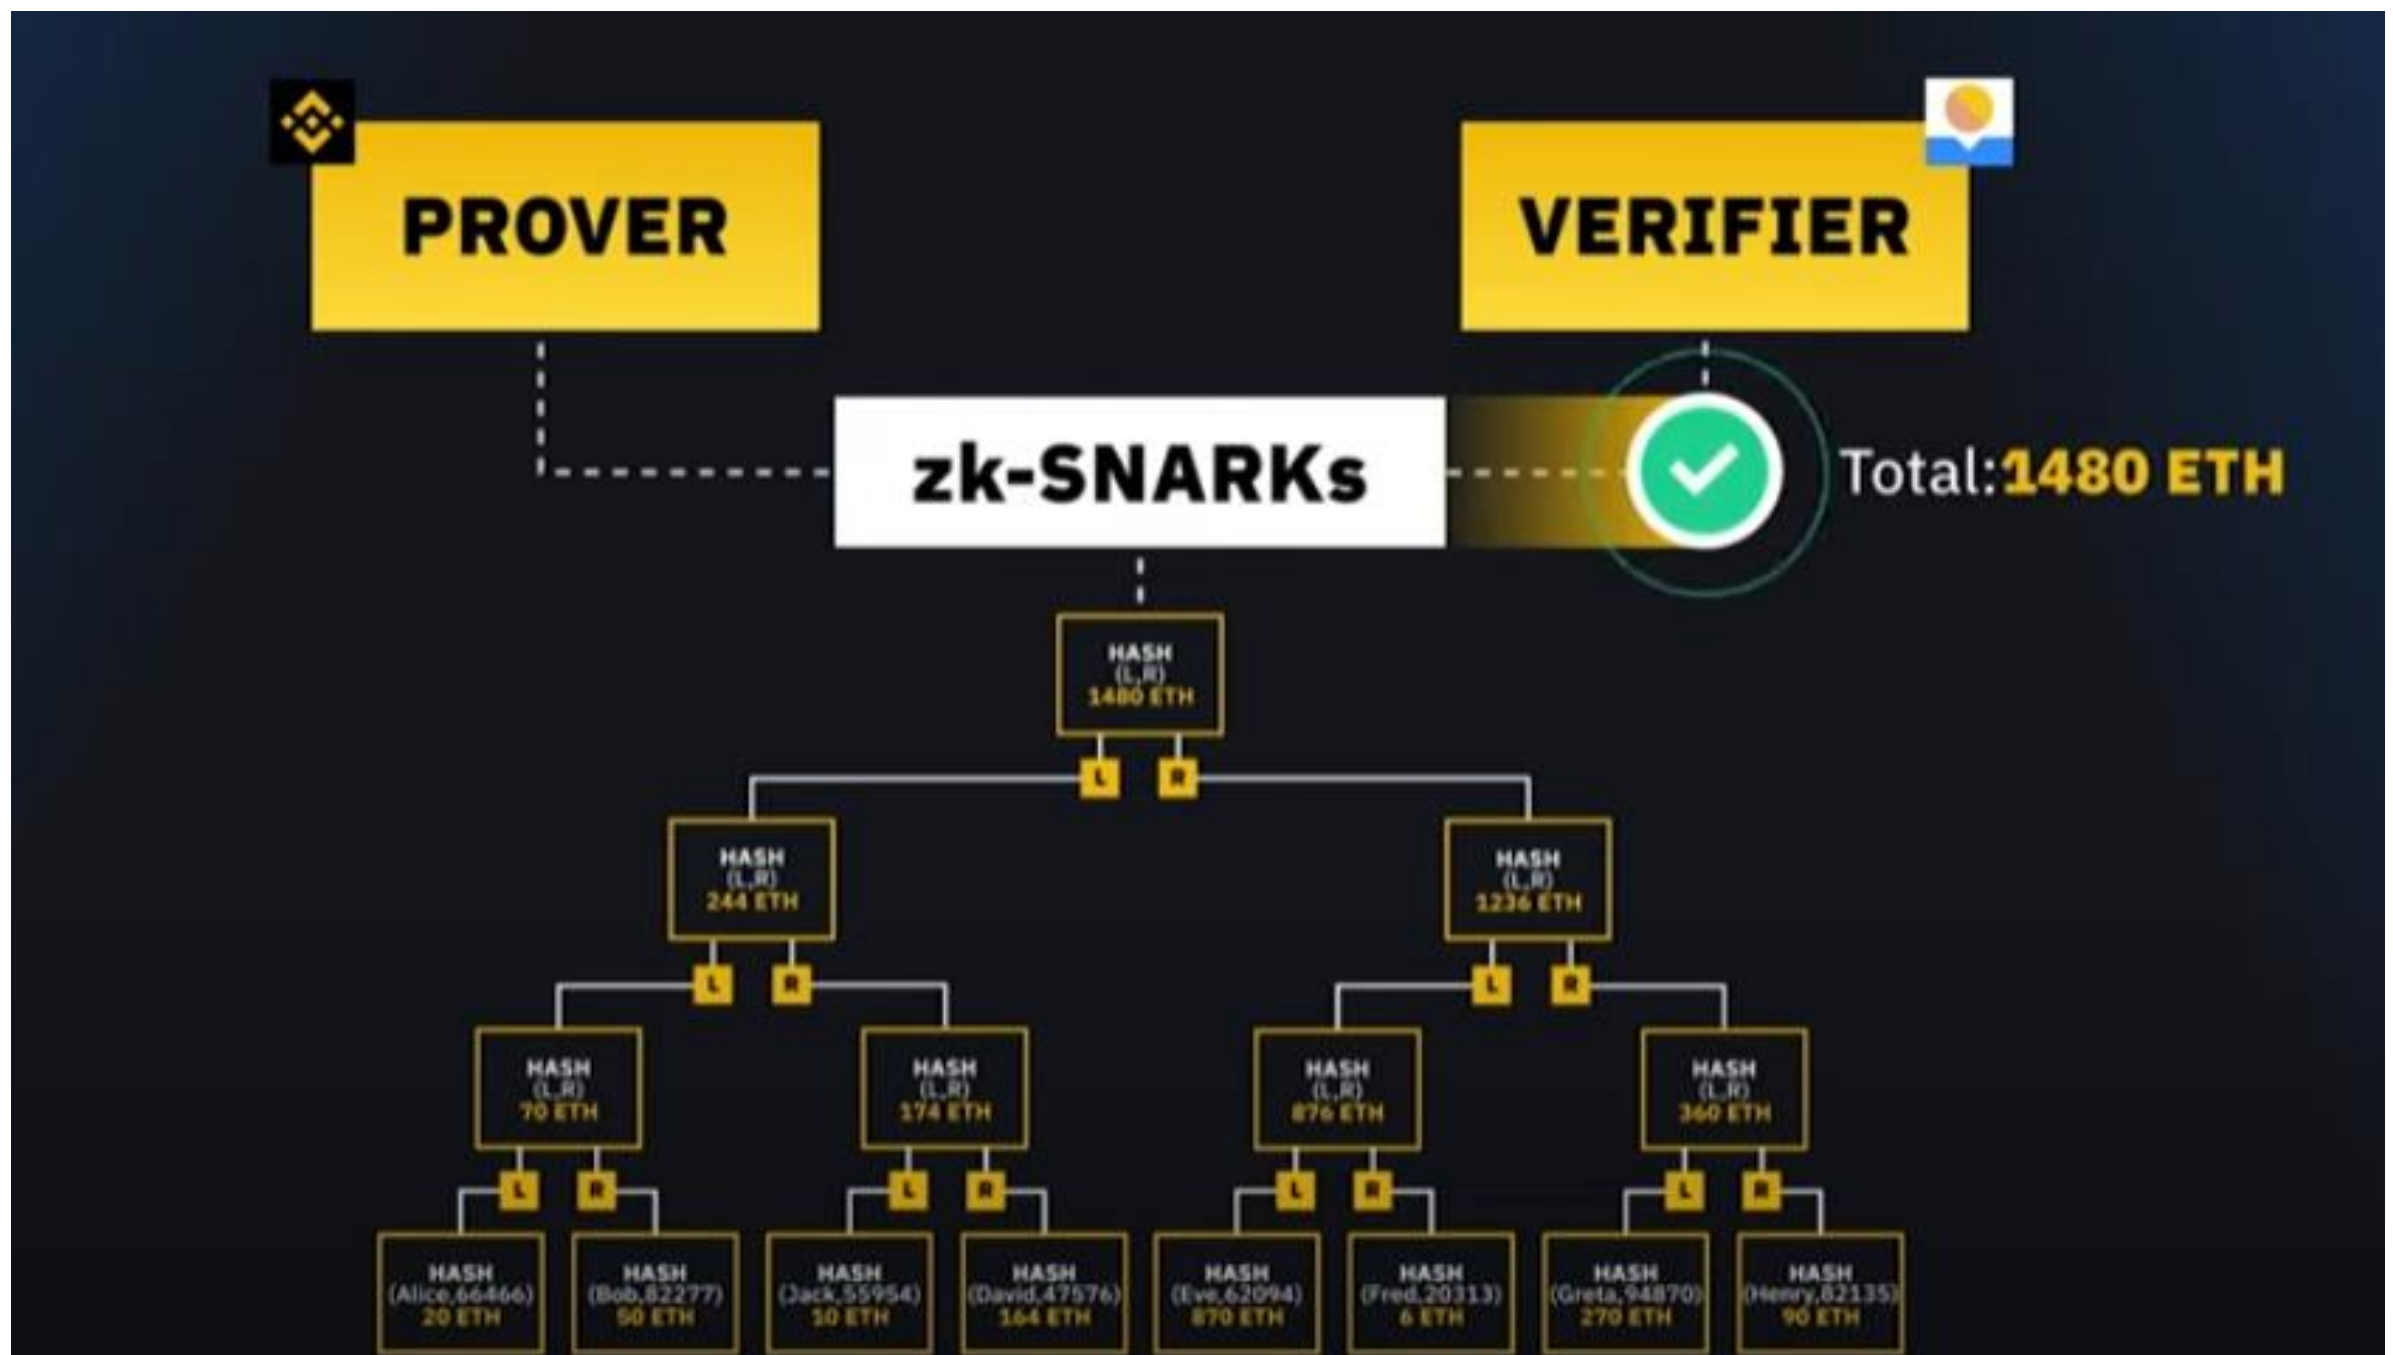 PROVER
VERIFIER
zk-SNARKs
Total:1480 ETH
HASH
(L,R)
1480 ETH
L
R
HASH
(L,R)
244 ETH
HASH
(L,R)
1236 ETH
L
R
L
R
HASH
(L,R)
70 ETH
HASH
(L,R)
174 ETH
HASH
(L,R)
876 ETH
HASH
(L,R)
360 ETH
L
R
L
R
L
R
L
R
HASH
(Alice,66466)
20 ETH
HASH
(Bob,82277)
50 ETH
HASH
(Jack,55954)
10 ETH
HASH
(David,47576)
164 ETH
HASH
(Eve,62094)
870 ETH
HASH
(Fred,20313)
6 ETH
HASH
(Greta,94870)
270 ETH
HASH
(Henry,82135)
90 ETH